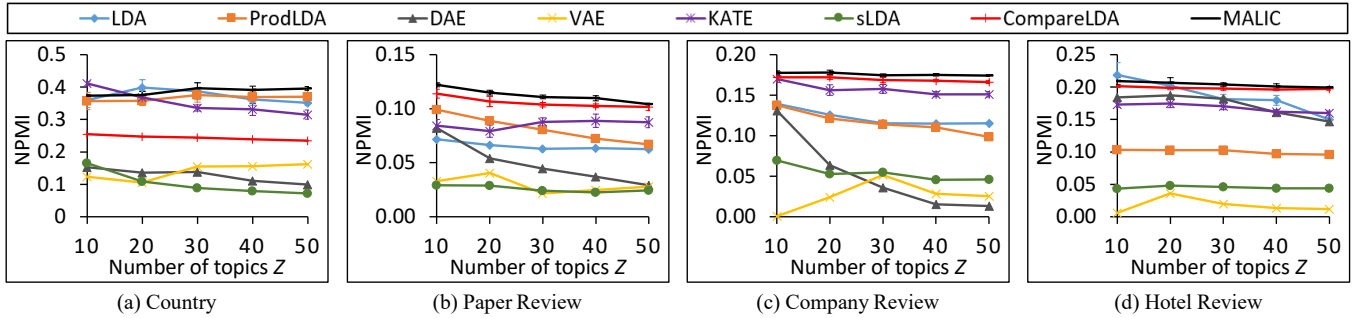 LDA ProdLDA DAE VAE KATE sLDA CompareLDA MALIC
NPMI
0.5
0.4
0.3
0.2
0.1
0
10 20 30 40 50
Number of topics Z
(a) Country
NPMI
0.15
0.10
0.05
0.00
10 20 30 40 50
Number of topics Z
(b) Paper Review
NPMI
0.20
0.15
0.10
0.05
0.00
10 20 30 40 50
Number of topics Z
(c) Company Review
NPMI
0.25
0.20
0.15
0.10
0.05
0.00
10 20 30 40 50
Number of topics Z
(d) Hotel Review